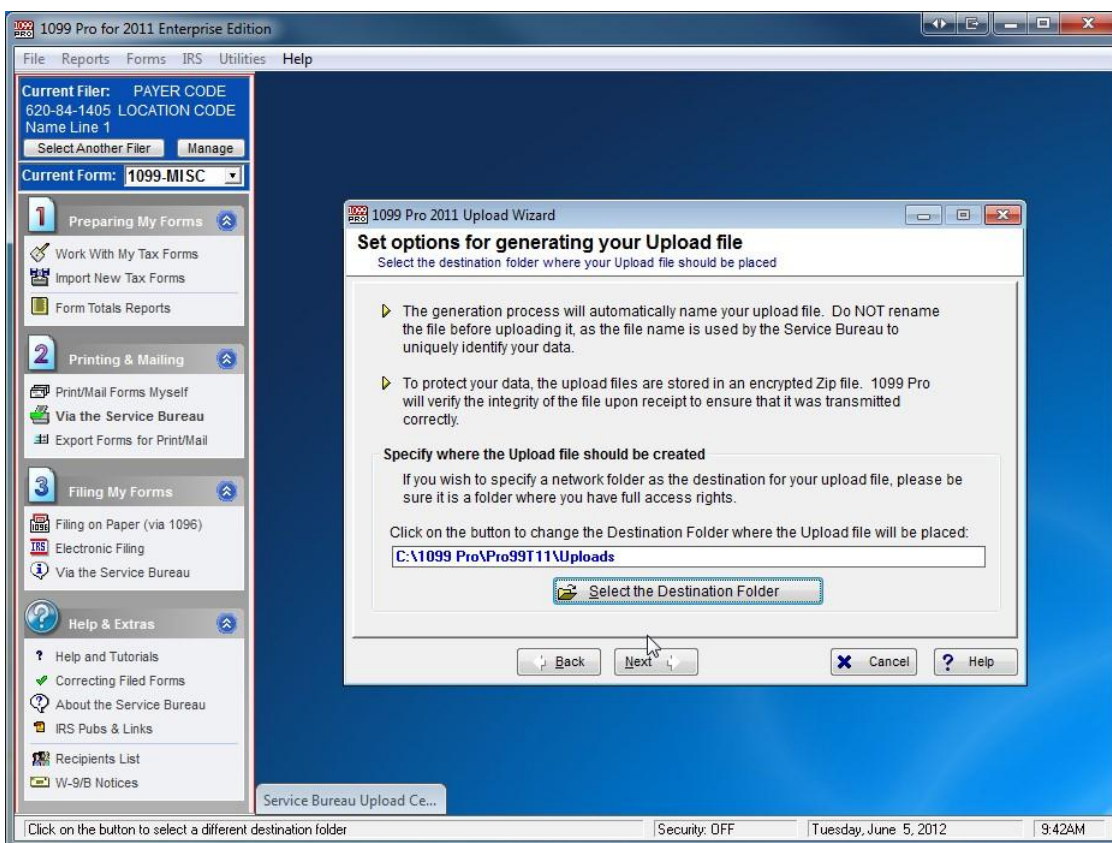 1099 Pro for 2011 Enterprise Edition
File Reports Forms IRS Utilities Help
Current Filer: PAYER CODE
620-84-1405 LOCATION CODE
Name Line 1
Select Another Filer Manage
Current Form: 1099-MISC
1 Preparing My Forms
Work With My Tax Forms
Import New Tax Forms
Form Totals Reports
2 Printing & Mailing
Print/Mail Forms Myself
Via the Service Bureau
Export Forms for Print/Mail
3 Filing My Forms
Filing on Paper (via 1096)
Electronic Filing
Via the Service Bureau
Help & Extras
Help and Tutorials
Correcting Filed Forms
About the Service Bureau
IRS Pubs & Links
Recipients List
W-9/B Notices
1099 Pro 2011 Upload Wizard
Set options for generating your Upload file
Select the destination folder where your Upload file should be placed
The generation process will automatically name your upload file. Do NOT rename
the file before uploading it, as the file name is used by the Service Bureau to
uniquely identify your data.
To protect your data, the upload files are stored in an encrypted Zip file. 1099 Pro
will verify the integrity of the file upon receipt to ensure that it was transmitted
correctly.
Specify where the Upload file should be created
If you wish to specify a network folder as the destination for your upload file, please be
sure it is a folder where you have full access rights.
Click on the button to change the Destination Folder where the Upload file will be placed:
C:\1099 Pro\Pro99T11\Uploads
Select the Destination Folder
Back Next Cancel Help
Service Bureau Upload Ce...
Click on the button to select a different destination folder Security: OFF Tuesday, June 5, 2012 9:42AM